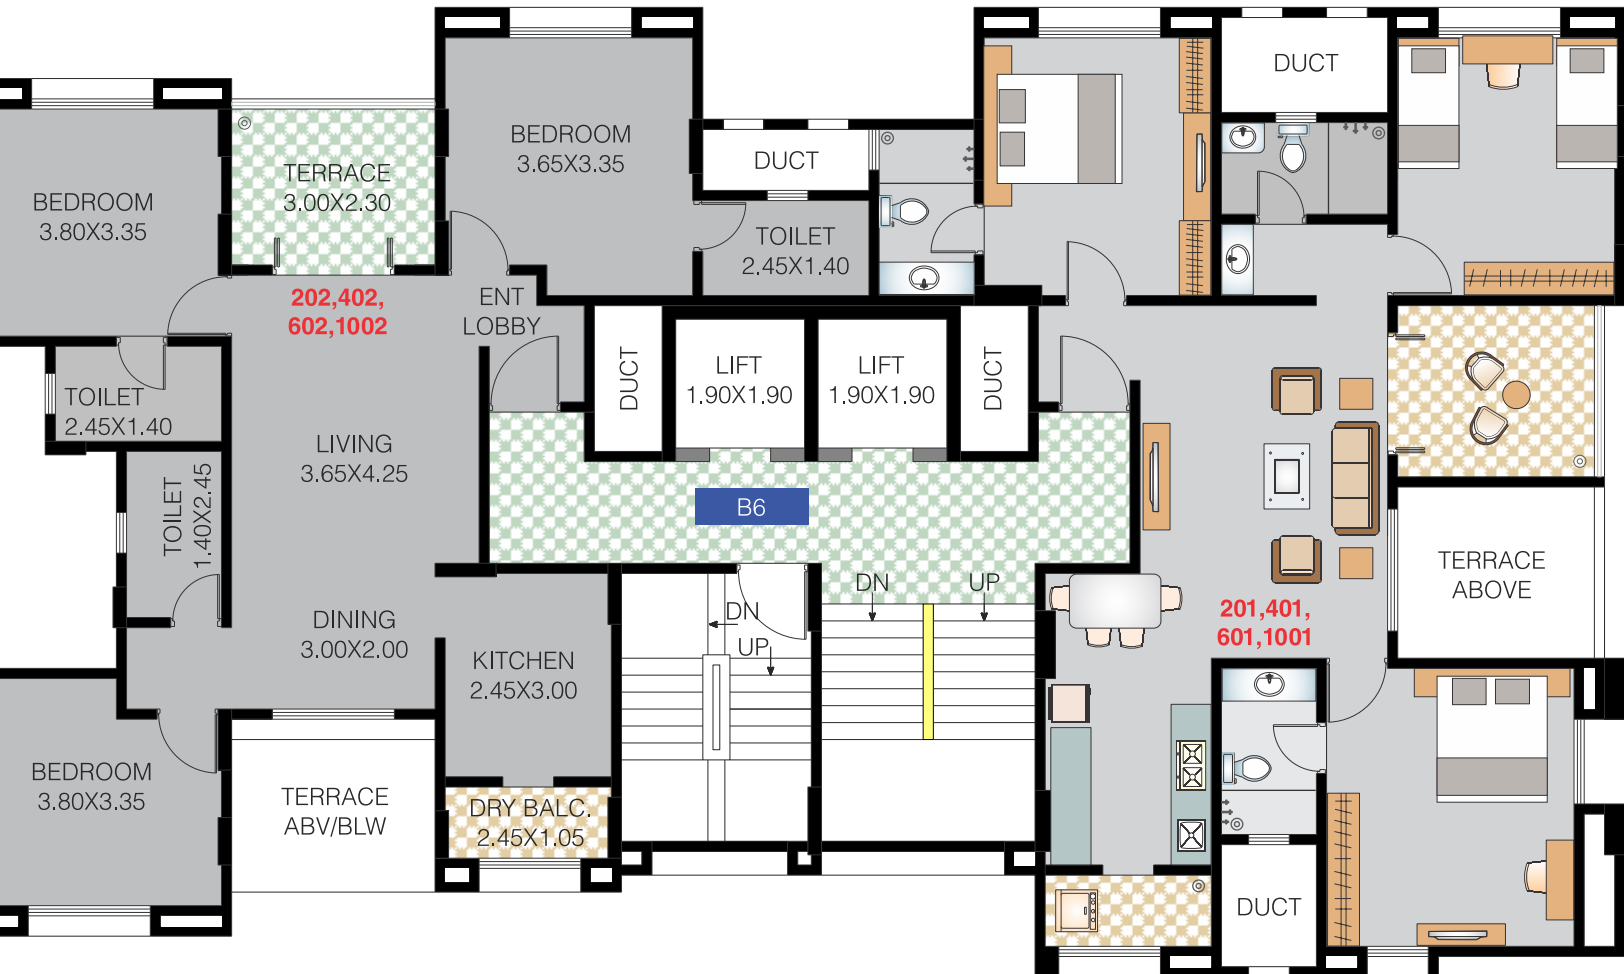 DUCT
BEDROOM
3.65X3.35
DUCT
TERRACE
3.00X2.30
BEDROOM
3.80X3.35
TOILET
2.45X1.40
202,402,
602,1002
ENT
LOBBY
DUCT
LIFT
1.90X1.90
LIFT
1.90X1.90
DUCT
TOILET
2.45X1.40
LIVING
3.65X4.25
TOILET
1.40X2.45
B6
TERRACE
ABOVE
DN
UP
DN
UP
201,401,
601,1001
DINING
3.00X2.00
KITCHEN
2.45X3.00
BEDROOM
3.80X3.35
TERRACE
ABV/BLW
DRY BALC.
2.45X1.05
DUCT